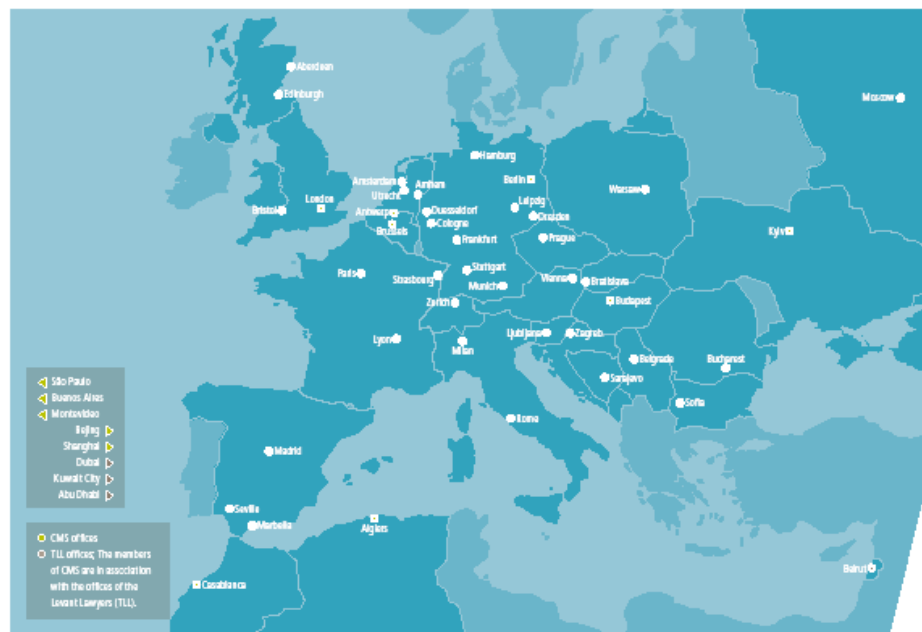 Aberdeen
Edinburgh
Moscow
Hamburg
Amsterdam
Arnhem
Berlin
Utrecht
Warsaw
Leipzig
London
Bristol
Antwerp
Duesseldorf
Dresden
Brussels
Cologne
Kyiv
Frankfurt
Prague
Paris
Strasbourg
Stuttgart
Munich
Vienna
Bratislava
Zurich
Budapest
Lyon
Milan
Ljubljana
Zagreb
Belgrade
Bucharest
Sarajevo
Sofia
Rome
São Paulo
Buenos Aires
Montevideo
Beijing
Shanghai
Dubai
Kuwait City
Abu Dhabi
Madrid
Seville
Marbella
Algiers
Casablanca
Beirut
CMS offices
TLL offices; The members
of CMS are in association
with the offices of the
Levant Lawyers (TLL).